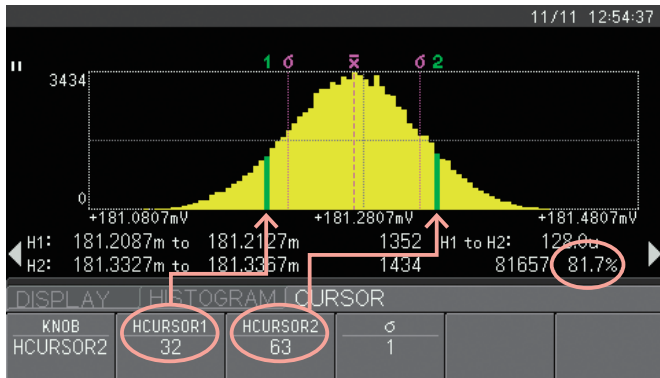 11/11 12:54:37
1 σ x̄ σ 2
3434
0
+181.0807mV +181.2807mV +181.4807mV
H1: 181.2087m to 181.2127m 1352 H1 to H2: 128.0u
H2: 181.3327m to 181.3367m 1434 81657 81.7%
DISPLAY HISTOGRAM CURSOR
KNOB HCURSOR1 HCURSOR2 σ
HCURSOR2 32 63 1